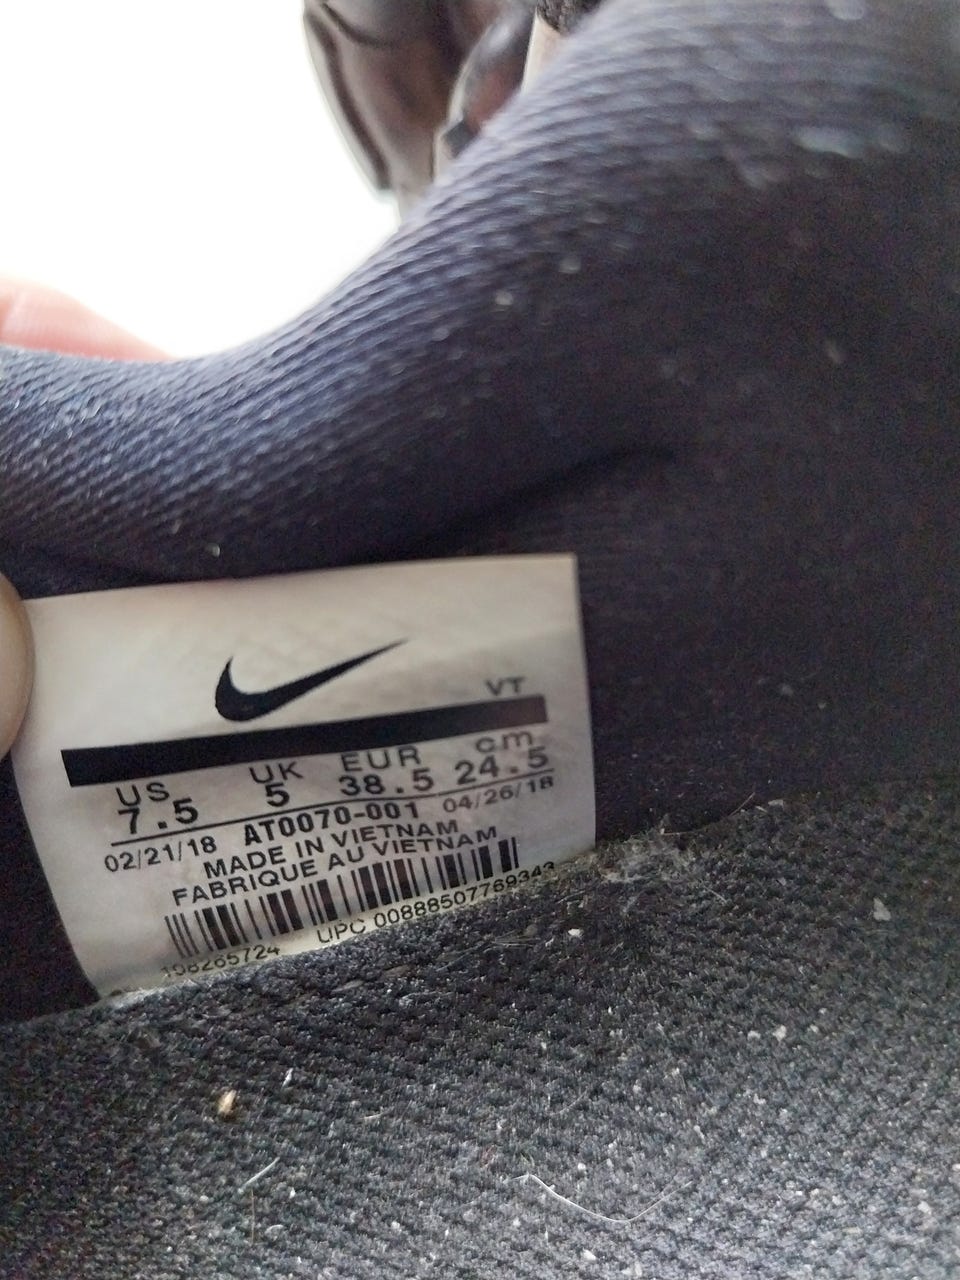 VT
US UK EUR cm
7.5 5 38.5 24.5
02/21/18 AT0070-001 04/26/18
MADE IN VIETNAM
FABRIQUE AU VIETNAM
108265724 UPC 00888507769343